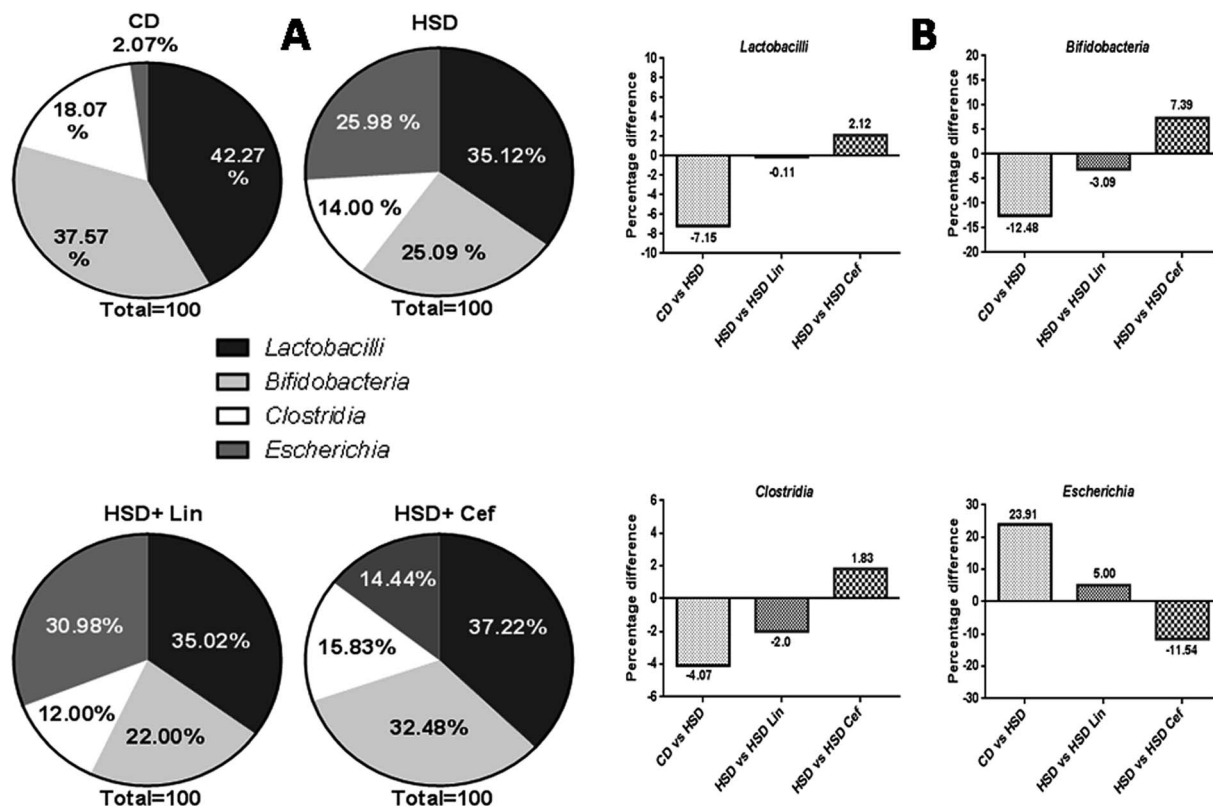 CD
A
HSD
2.07%
18.07
%
42.27
%
37.57
%
Total=100
25.98 %
35.12%
14.00 %
25.09 %
Total=100
Lactobacilli
Bifidobacteria
Clostridia
Escherichia
HSD+ Lin
30.98%
35.02%
12.00%
22.00%
Total=100
HSD+ Cef
14.44%
37.22%
15.83%
32.48%
Total=100
B
Lactobacilli
Percentage difference
10
8
6
4
2
0
-2
-4
-6
-8
-10
-7.15
-0.11
2.12
CD vs HSD
HSD vs HSD Lin
HSD vs HSD Cef
Bifidobacteria
Percentage difference
20
15
10
5
0
-5
-10
-15
-20
-12.48
-3.09
7.39
CD vs HSD
HSD vs HSD Lin
HSD vs HSD Cef
Clostridia
Percentage difference
6
4
2
0
-2
-4
-6
-4.07
-2.0
1.83
CD vs HSD
HSD vs HSD Lin
HSD vs HSD Cef
Escherichia
Percentage difference
30
20
10
0
-10
-20
-30
23.91
5.00
-11.54
CD vs HSD
HSD vs HSD Lin
HSD vs HSD Cef